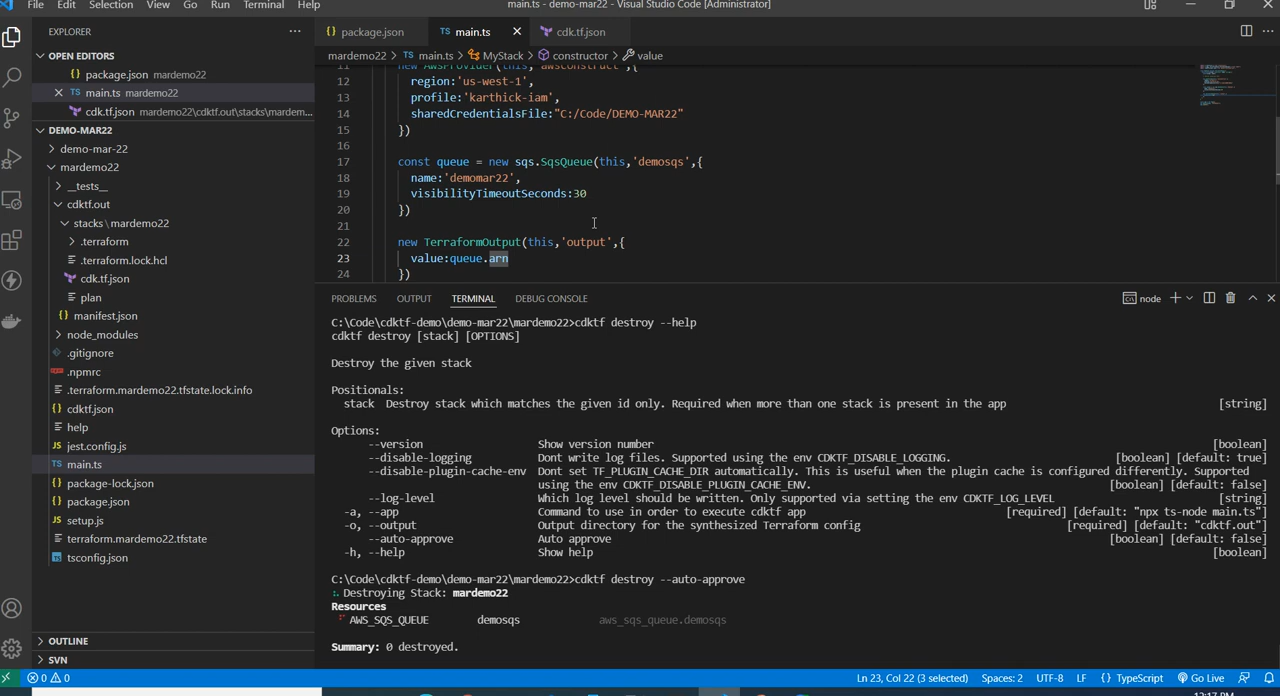 File Edit Selection View Go Run Terminal Help
main.ts - demo-mar22 - Visual Studio Code [Administrator]
EXPLORER
OPEN EDITORS
package.json mardemo22
main.ts mardemo22
cdk.tf.json mardemo22\cdktf.out\stacks\mardem...
DEMO-MAR22
demo-mar-22
mardemo22
__tests__
cdktf.out
stacks\mardemo22
.terraform
.terraform.lock.hcl
cdk.tf.json
plan
manifest.json
node_modules
.gitignore
.npmrc
.terraform.mardemo22.tfstate.lock.info
cdktf.json
help
jest.config.js
main.ts
package-lock.json
package.json
setup.js
terraform.mardemo22.tfstate
tsconfig.json
OUTLINE
SVN
package.json
TS main.ts
cdk.tf.json
mardemo22 > TS main.ts > MyStack > constructor > value
11 new AwsProvider(this,'awsconstruct',{
12 region:'us-west-1',
13 profile:'karthick-iam',
14 sharedCredentialsFile:"C:/Code/DEMO-MAR22"
15 })
16
17 const queue = new sqs.SqsQueue(this,'demosqs',{
18 name:'demomar22',
19 visibilityTimeoutSeconds:30
20 })
21
22 new TerraformOutput(this,'output',{
23 value:queue.arn
24 })
PROBLEMS OUTPUT TERMINAL DEBUG CONSOLE
node
C:\Code\cdktf-demo\demo-mar22\mardemo22>cdktf destroy --help
cdktf destroy [stack] [OPTIONS]
Destroy the given stack
Positionals:
stack Destroy stack which matches the given id only. Required when more than one stack is present in the app [string]
Options:
--version Show version number [boolean]
--disable-logging Dont write log files. Supported using the env CDKTF_DISABLE_LOGGING. [boolean] [default: true]
--disable-plugin-cache-env Dont set TF_PLUGIN_CACHE_DIR automatically. This is useful when the plugin cache is configured differently. Supported
using the env CDKTF_DISABLE_PLUGIN_CACHE_ENV. [boolean] [default: false]
--log-level Which log level should be written. Only supported via setting the env CDKTF_LOG_LEVEL [string]
-a, --app Command to use in order to execute cdktf app [required] [default: "npx ts-node main.ts"]
-o, --output Output directory for the synthesized Terraform config [required] [default: "cdktf.out"]
--auto-approve Auto approve [boolean] [default: false]
-h, --help Show help [boolean]
C:\Code\cdktf-demo\demo-mar22\mardemo22>cdktf destroy --auto-approve
Destroying Stack: mardemo22
Resources
AWS_SQS_QUEUE demosqs aws_sqs_queue.demosqs
Summary: 0 destroyed.
0 0 Ln 23, Col 22 (3 selected) Spaces: 2 UTF-8 LF {} TypeScript Go Live